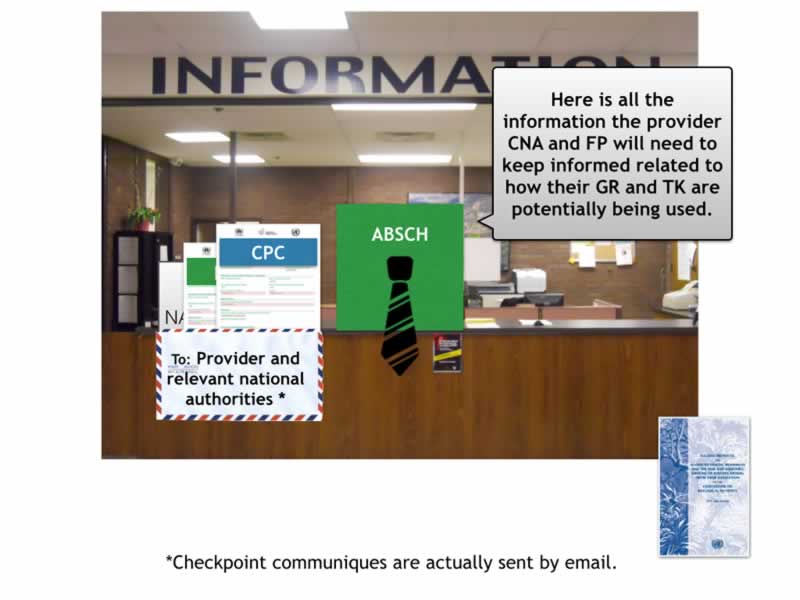 INFORMATION
Here is all the
information the provider
CNA and FP will need to
keep informed related to
how their GR and TK are
potentially being used.
ABSCH
CPC
NA
To: Provider and
relevant national
authorities *
*Checkpoint communiques are actually sent by email.